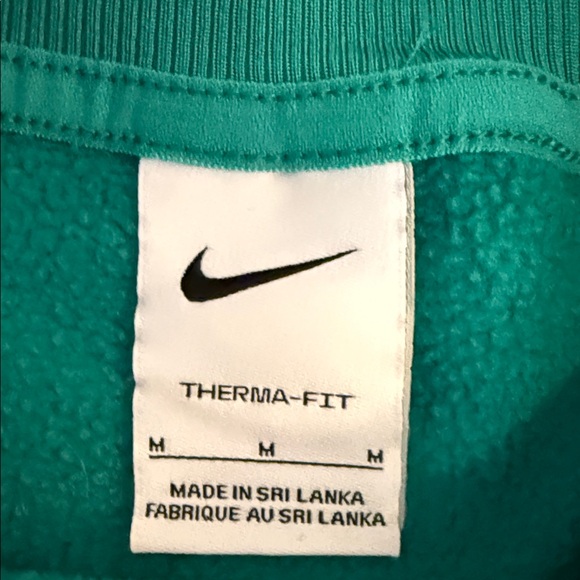 THERMA-FIT
M M M
MADE IN SRI LANKA
FABRIQUE AU SRI LANKA